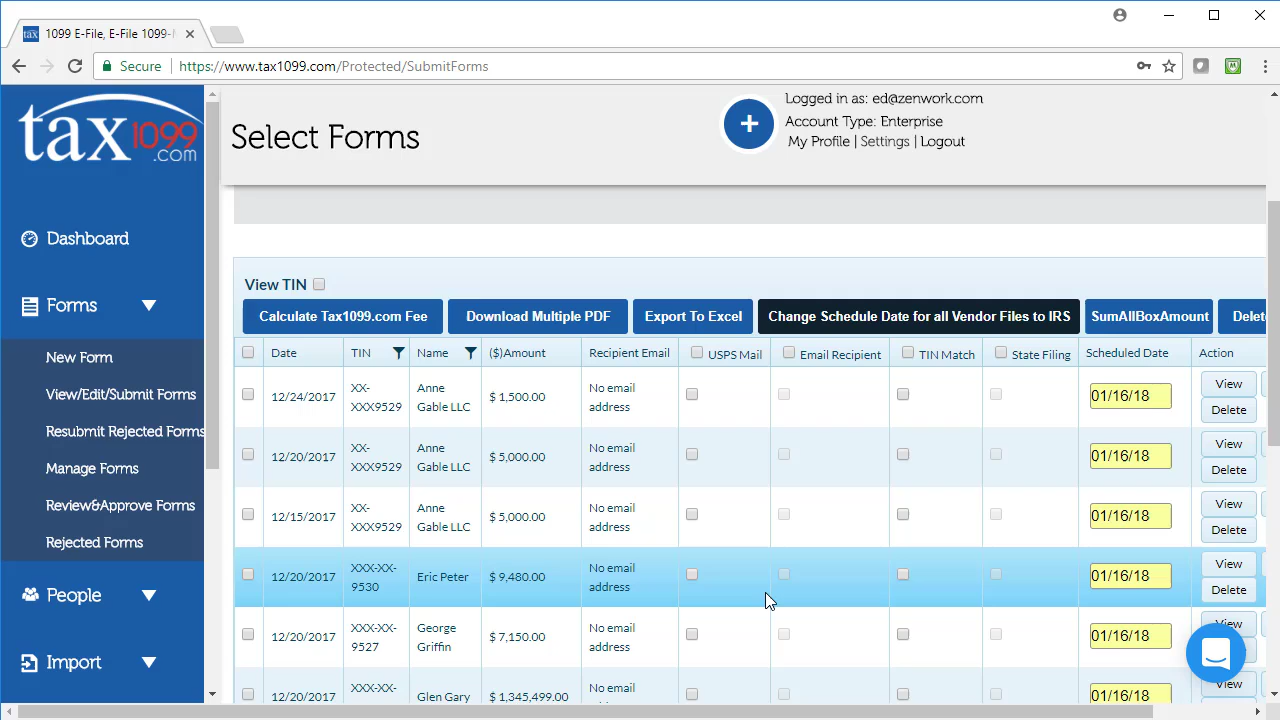 tax 1099 E-File, E-File 1099-
Secure https://www.tax1099.com/Protected/SubmitForms
tax1099
.com
Select Forms
Logged in as: ed@zenwork.com
Account Type: Enterprise
My Profile | Settings | Logout
Dashboard
Forms
New Form
View/Edit/Submit Forms
Resubmit Rejected Forms
Manage Forms
Review&Approve Forms
Rejected Forms
People
Import
View TIN
Calculate Tax1099.com Fee Download Multiple PDF Export To Excel Change Schedule Date for all Vendor Files to IRS SumAllBoxAmount Delet
Date TIN Name ($)Amount Recipient Email USPS Mail Email Recipient TIN Match State Filing Scheduled Date Action
12/24/2017 XX-XXX9529 Anne Gable LLC $ 1,500.00 No email address 01/16/18 View Delete
12/20/2017 XX-XXX9529 Anne Gable LLC $ 5,000.00 No email address 01/16/18 View Delete
12/15/2017 XX-XXX9529 Anne Gable LLC $ 5,000.00 No email address 01/16/18 View Delete
12/20/2017 XXX-XX-9530 Eric Peter $ 9,480.00 No email address 01/16/18 View Delete
12/20/2017 XXX-XX-9527 George Griffin $ 7,150.00 No email address 01/16/18 View
12/20/2017 XXX-XX- Glen Gary $ 1,345,499.00 No email address 01/16/18 View